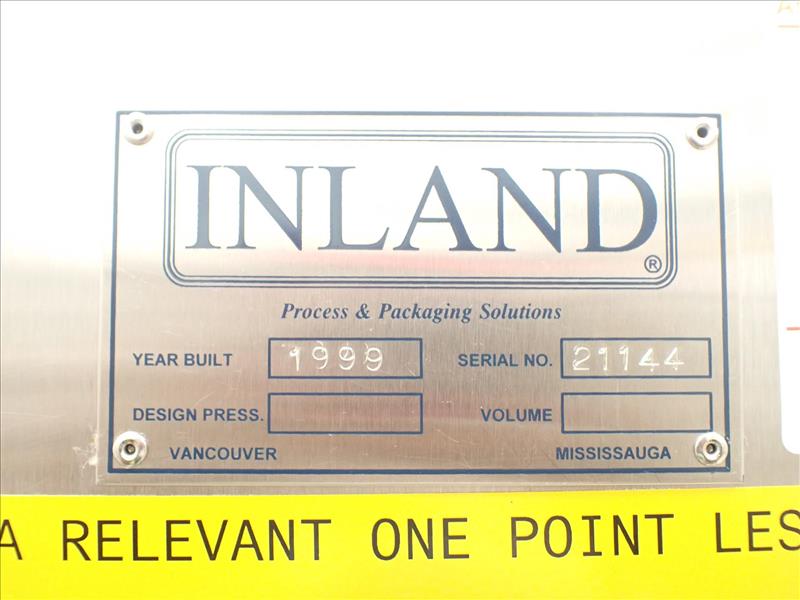 INLAND®
Process & Packaging Solutions
YEAR BUILT 1999 SERIAL NO. 21144
DESIGN PRESS. VOLUME
VANCOUVER MISSISSAUGA
A RELEVANT ONE POINT LES